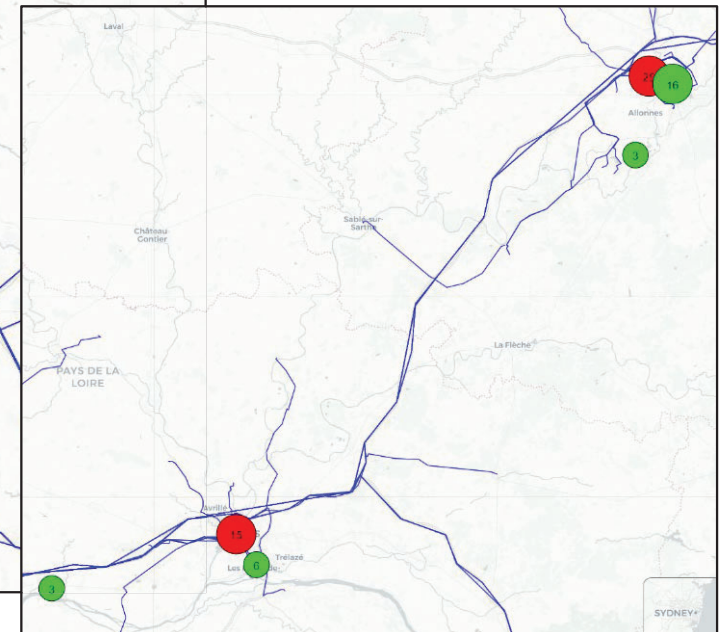 Laval
16
Allonnes
3
Sablé-sur-
Sarthe
Château-
Gontier
La Flèche
PAYS DE LA
LOIRE
Avrillé
15
Trélazé
6
3
SYDNEY+